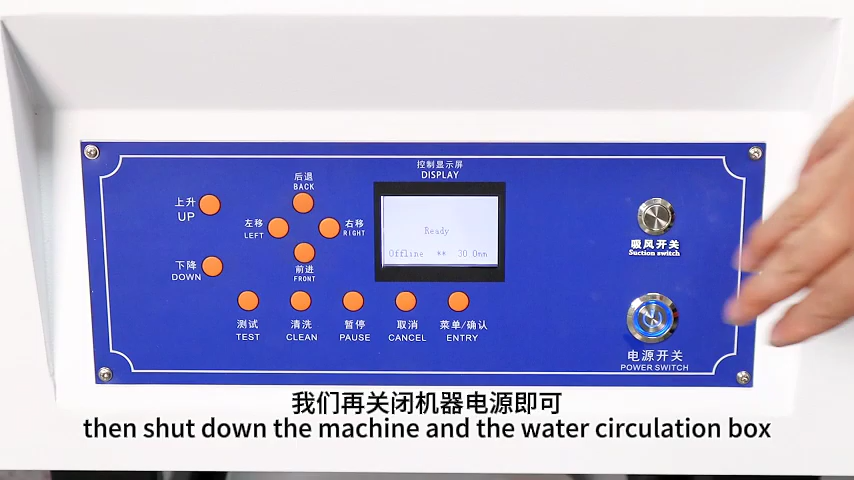 控制显示屏
DISPLAY
后退
BACK
上升
UP
左移
LEFT
右移
RIGHT
Ready
Offline ** 30.0mm
吸风开关
Suction switch
下降
DOWN
前进
FRONT
测试
TEST
清洗
CLEAN
暂停
PAUSE
取消
CANCEL
菜单/确认
ENTRY
电源开关
POWER SWITCH
我们再关闭机器电源即可
then shut down the machine and the water circulation box